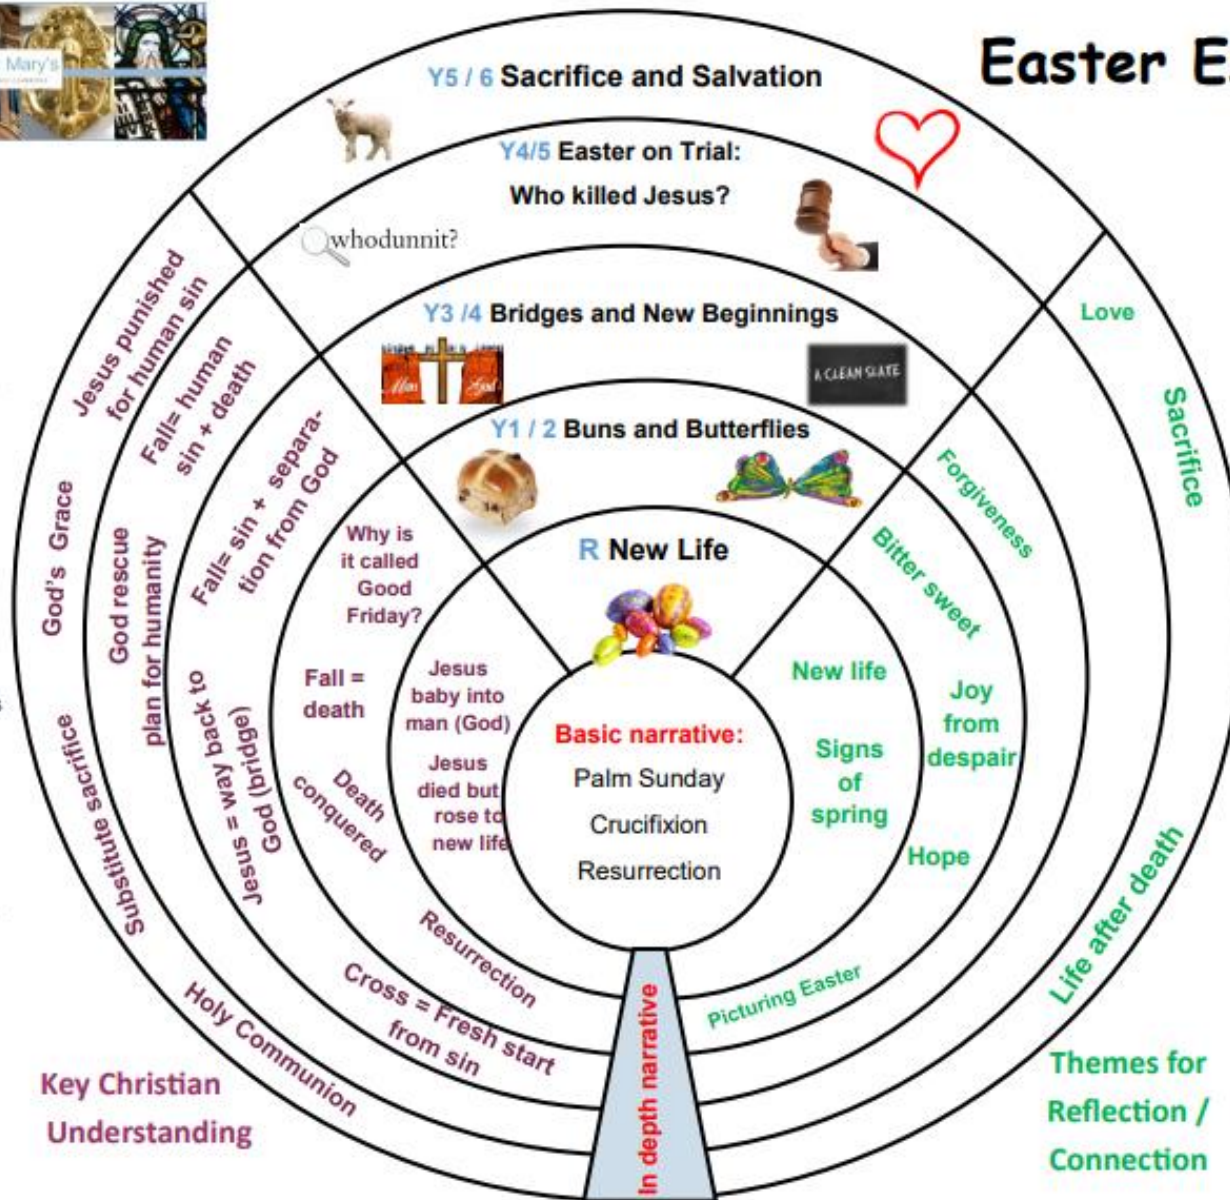 Mary's
Easter E
Y5 / 6 Sacrifice and Salvation
Y4/5 Easter on Trial:
Who killed Jesus?
whodunnit?
Y3 /4 Bridges and New Beginnings
Man
God
A CLEAN SLATE
Y1 / 2 Buns and Butterflies
R New Life
Basic narrative:
Palm Sunday
Crucifixion
Resurrection
In depth narrative
Jesus punished
for human sin
God's Grace
Substitute sacrifice
Fall= human
sin + death
God rescue
plan for humanity
Holy Communion
Fall= sin + separa-
tion from God
Jesus = way back to
God (bridge)
Cross = Fresh start
from sin
Why is
it called
Good
Friday?
Fall =
death
Death
conquered
Resurrection
Jesus
baby into
man (God)
Jesus
died but
rose to
new life
Key Christian
Understanding
Love
Sacrifice
Forgiveness
Bitter sweet
New life
Joy
from
despair
Signs
of
spring
Hope
Life after death
Picturing Easter
Themes for
Reflection /
Connection